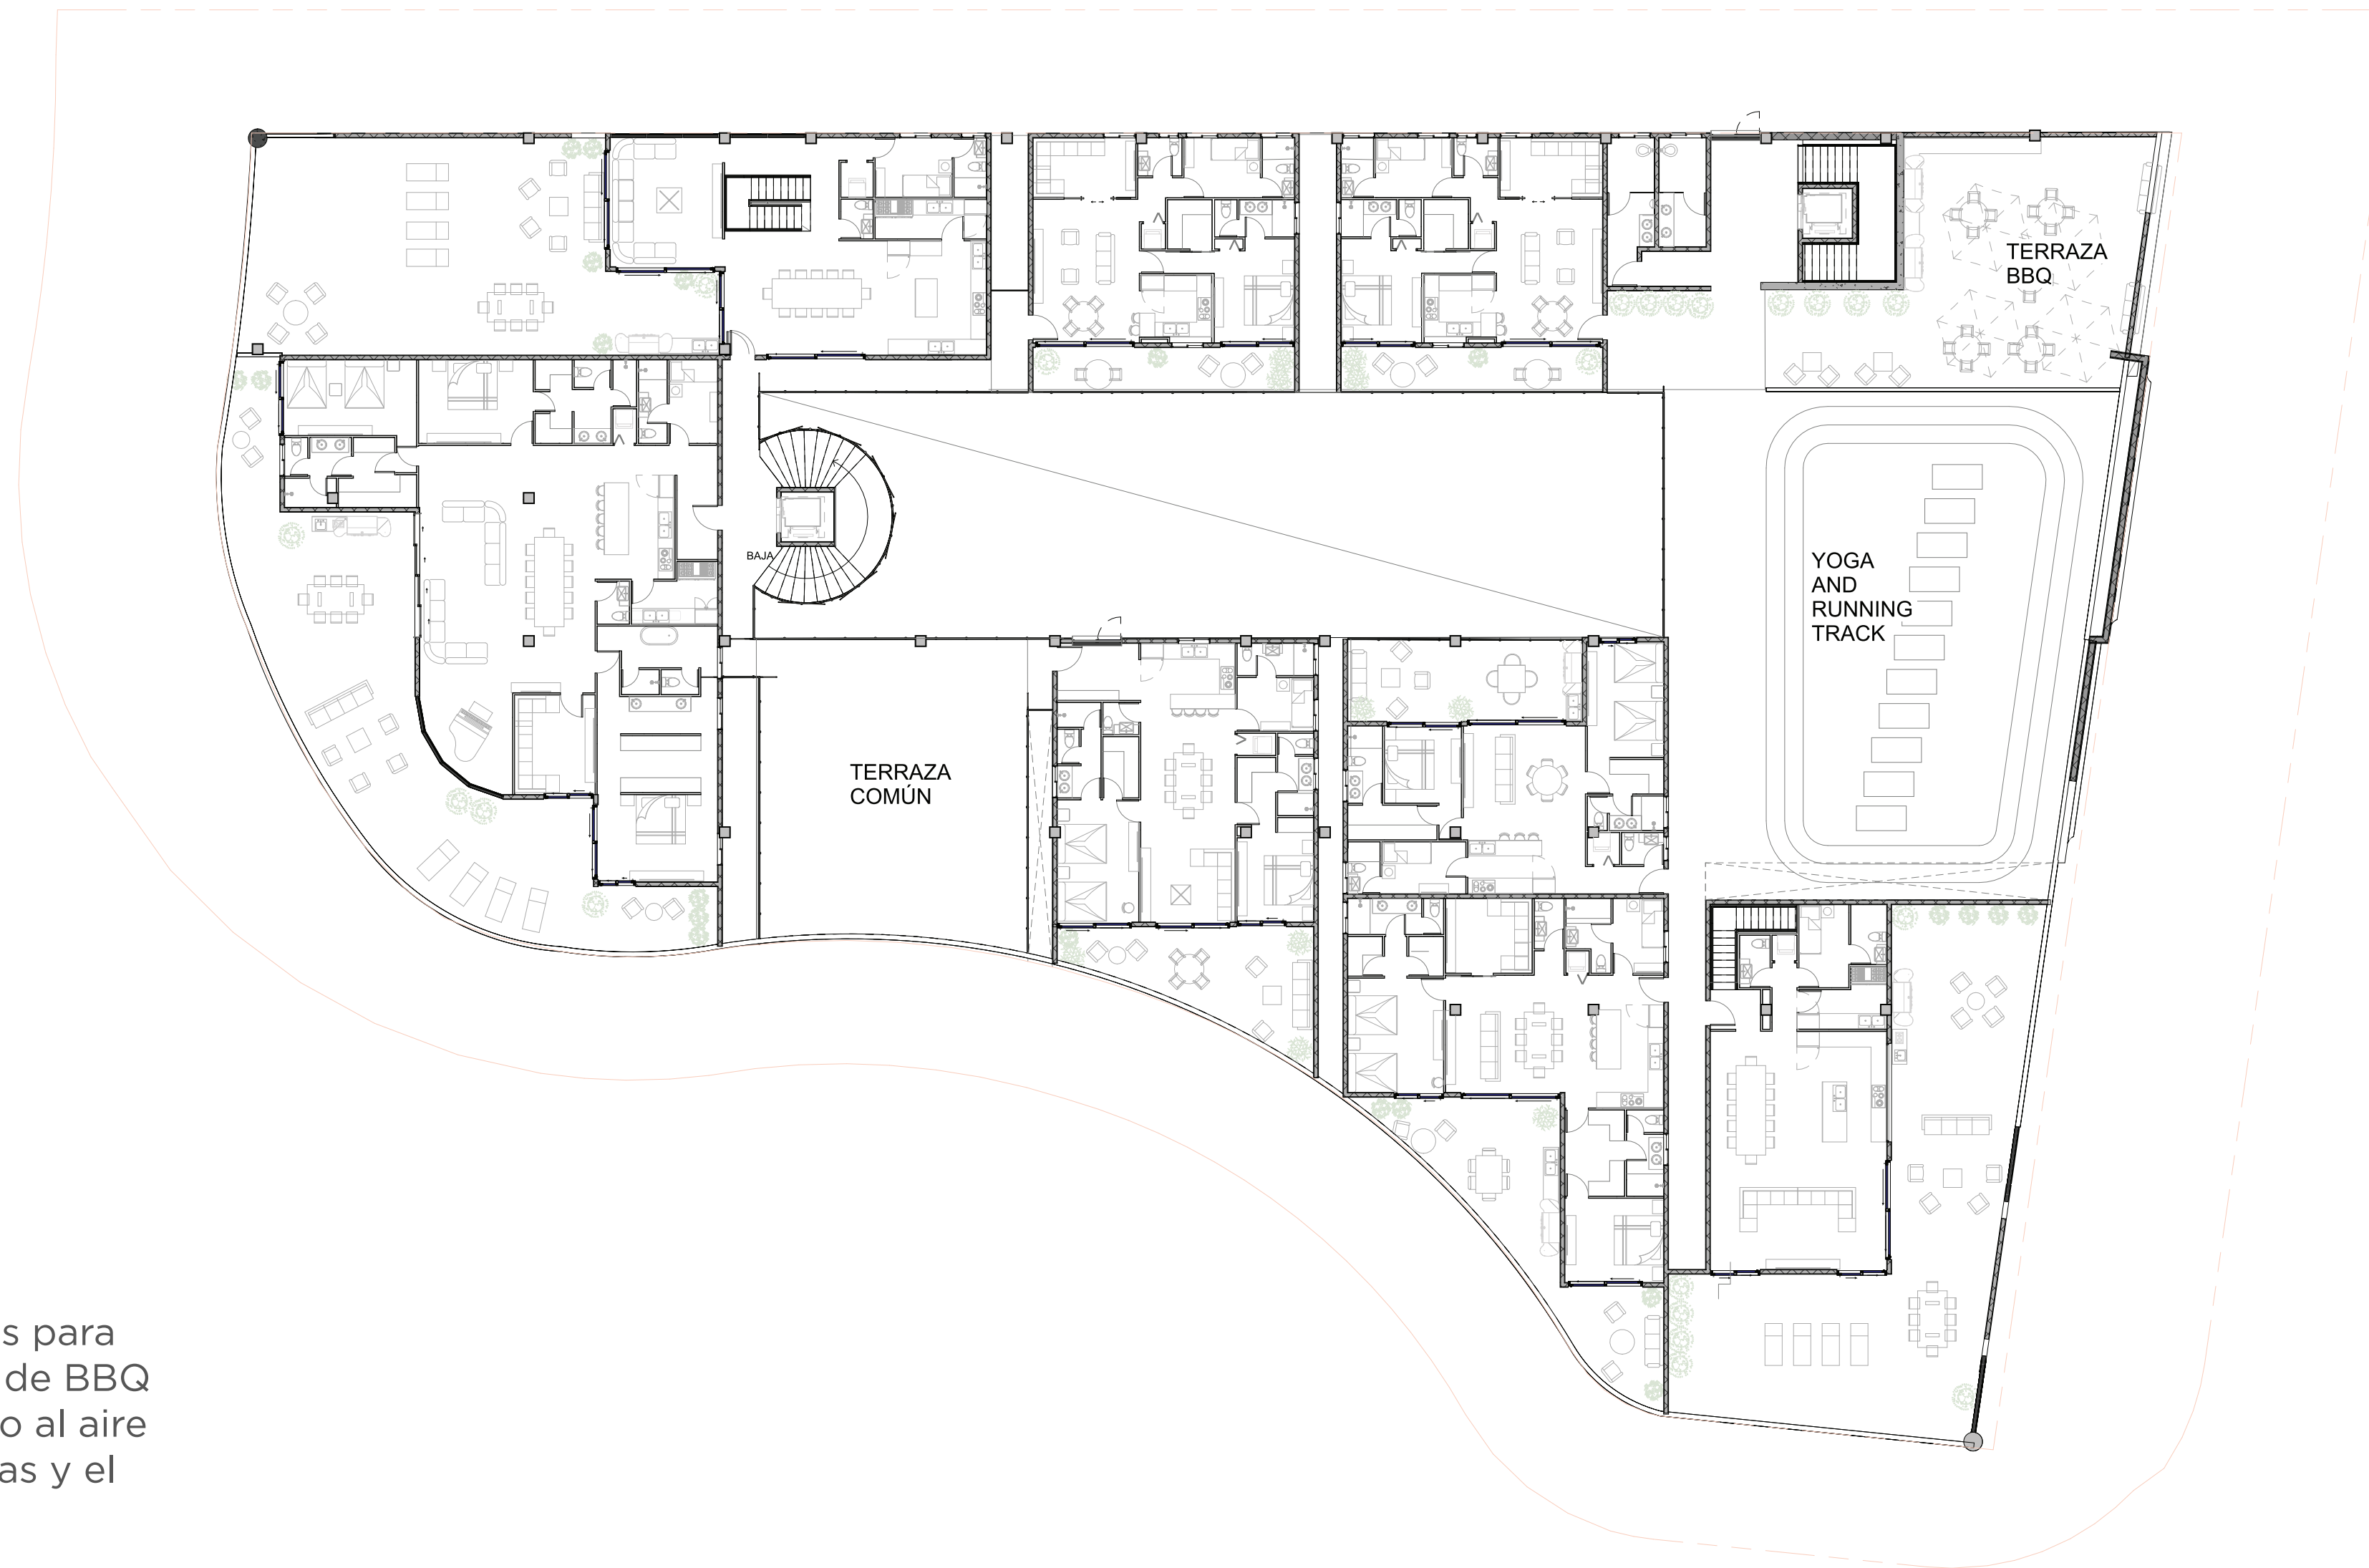 TERRAZA
BBQ
BAJA
YOGA
AND
RUNNING
TRACK
TERRAZA
COMÚN
s para
de BBQ
o al aire
as y el